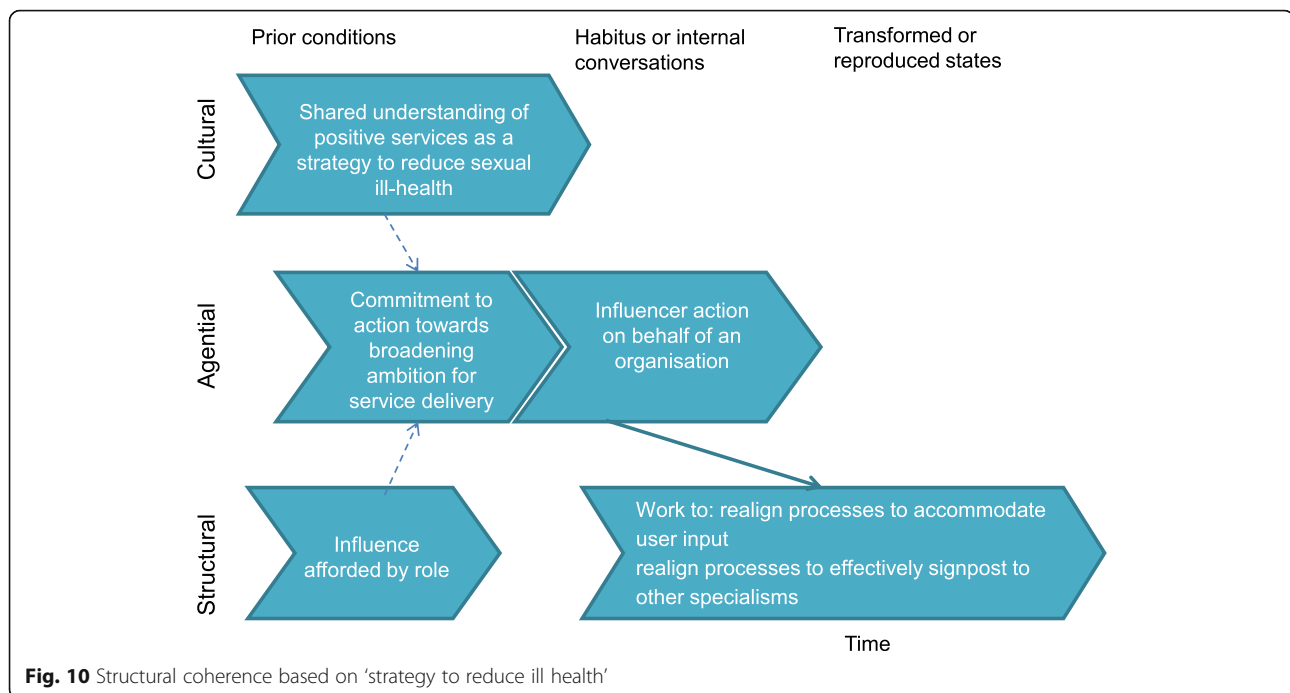 Prior conditions
Habitus or internal
conversations
Transformed or
reproduced states
Cultural
Shared understanding of
positive services as a
strategy to reduce sexual
ill-health
Agential
Commitment to
action towards
broadening
ambition for
service delivery
Influencer action
on behalf of an
organisation
Structural
Influence
afforded by role
Work to: realign processes to accommodate
user input
realign processes to effectively signpost to
other specialisms
Time
Fig. 10 Structural coherence based on ‘strategy to reduce ill health’